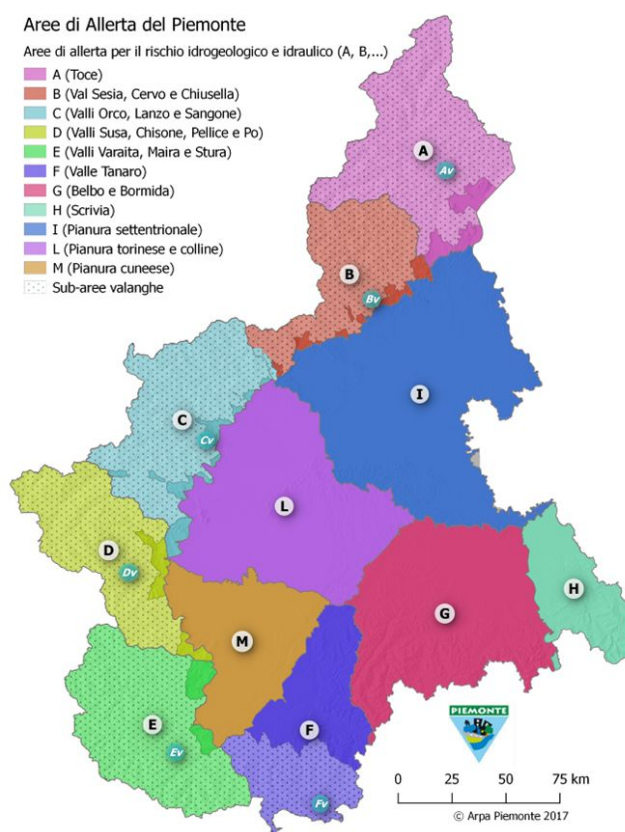 Aree di Allerta del Piemonte
Aree di allerta per il rischio idrogeologico e idraulico (A, B,...)
A (Toce)
B (Val Sesia, Cervo e Chiusella)
C (Valli Orco, Lanzo e Sangone)
D (Valli Susa, Chisone, Pellice e Po)
E (Valli Varaita, Maira e Stura)
F (Valle Tanaro)
G (Belbo e Bormida)
H (Scrivia)
I (Pianura settentrionale)
L (Pianura torinese e colline)
M (Pianura cuneese)
Sub-aree valanghe
A
Av
B
Bv
I
C
Cv
L
D
Dv
H
G
M
E
Ev
F
Fv
PIEMONTE
0 25 50 75 km
© Arpa Piemonte 2017